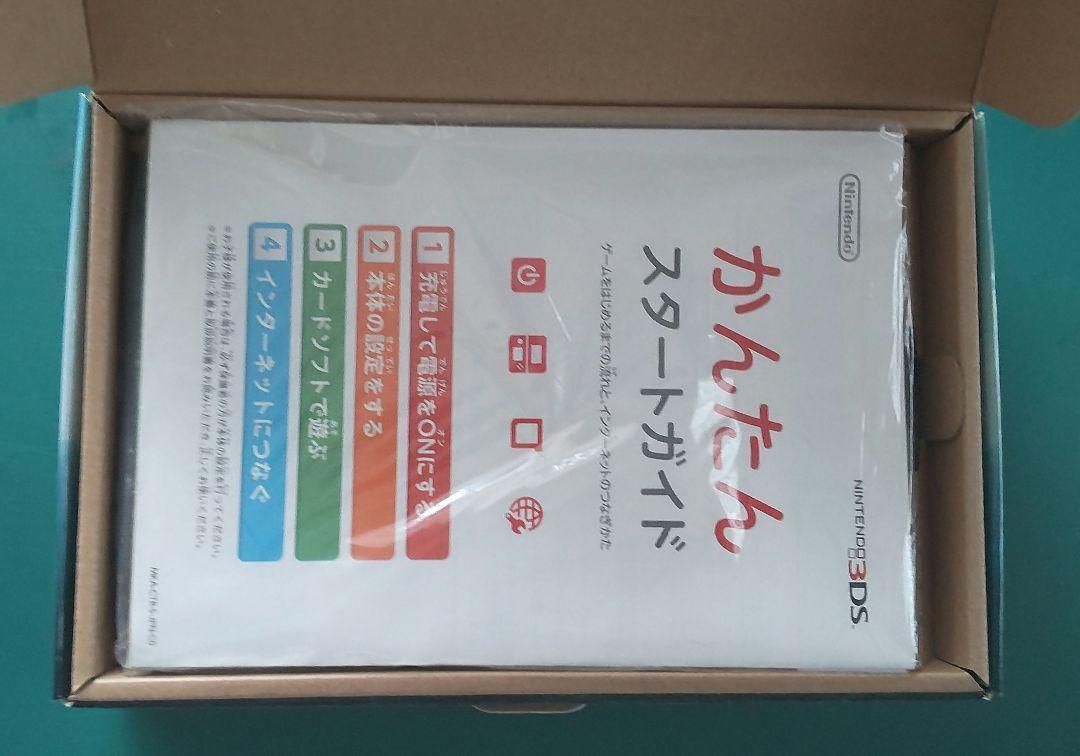 Nintendo
NINTENDO3DS
かんたん
スタートガイド
ゲームをはじめるまでの流れと、インターネットのつなぎかた
1 充電して電源をONにする
2 本体の設定をする
3 カードソフトで遊ぶ
4 インターネットにつなぐ